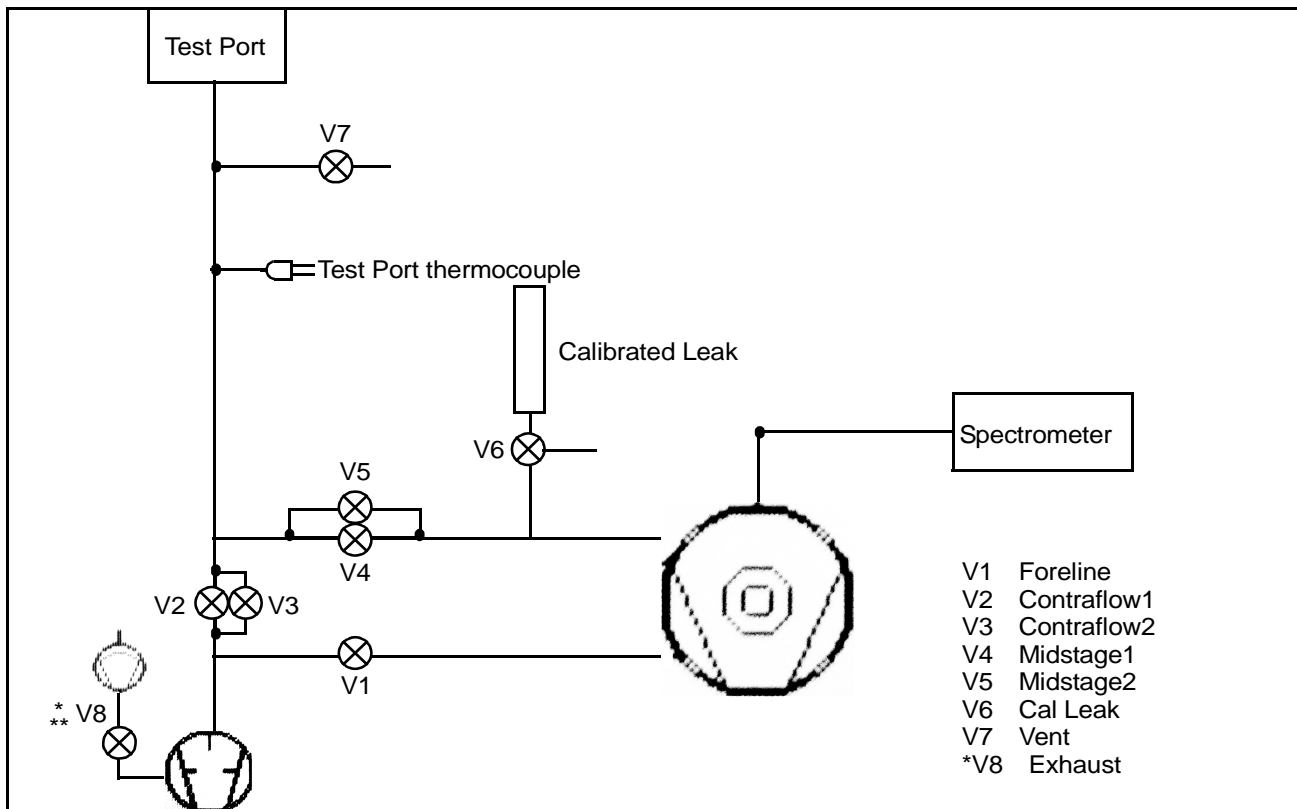 Test Port
V7
Test Port thermocouple
Calibrated Leak
Spectrometer
V6
V5
V4
V2
V3
V1
*
** V8
V1 Foreline
V2 Contraflow1
V3 Contraflow2
V4 Midstage1
V5 Midstage2
V6 Cal Leak
V7 Vent
*V8 Exhaust